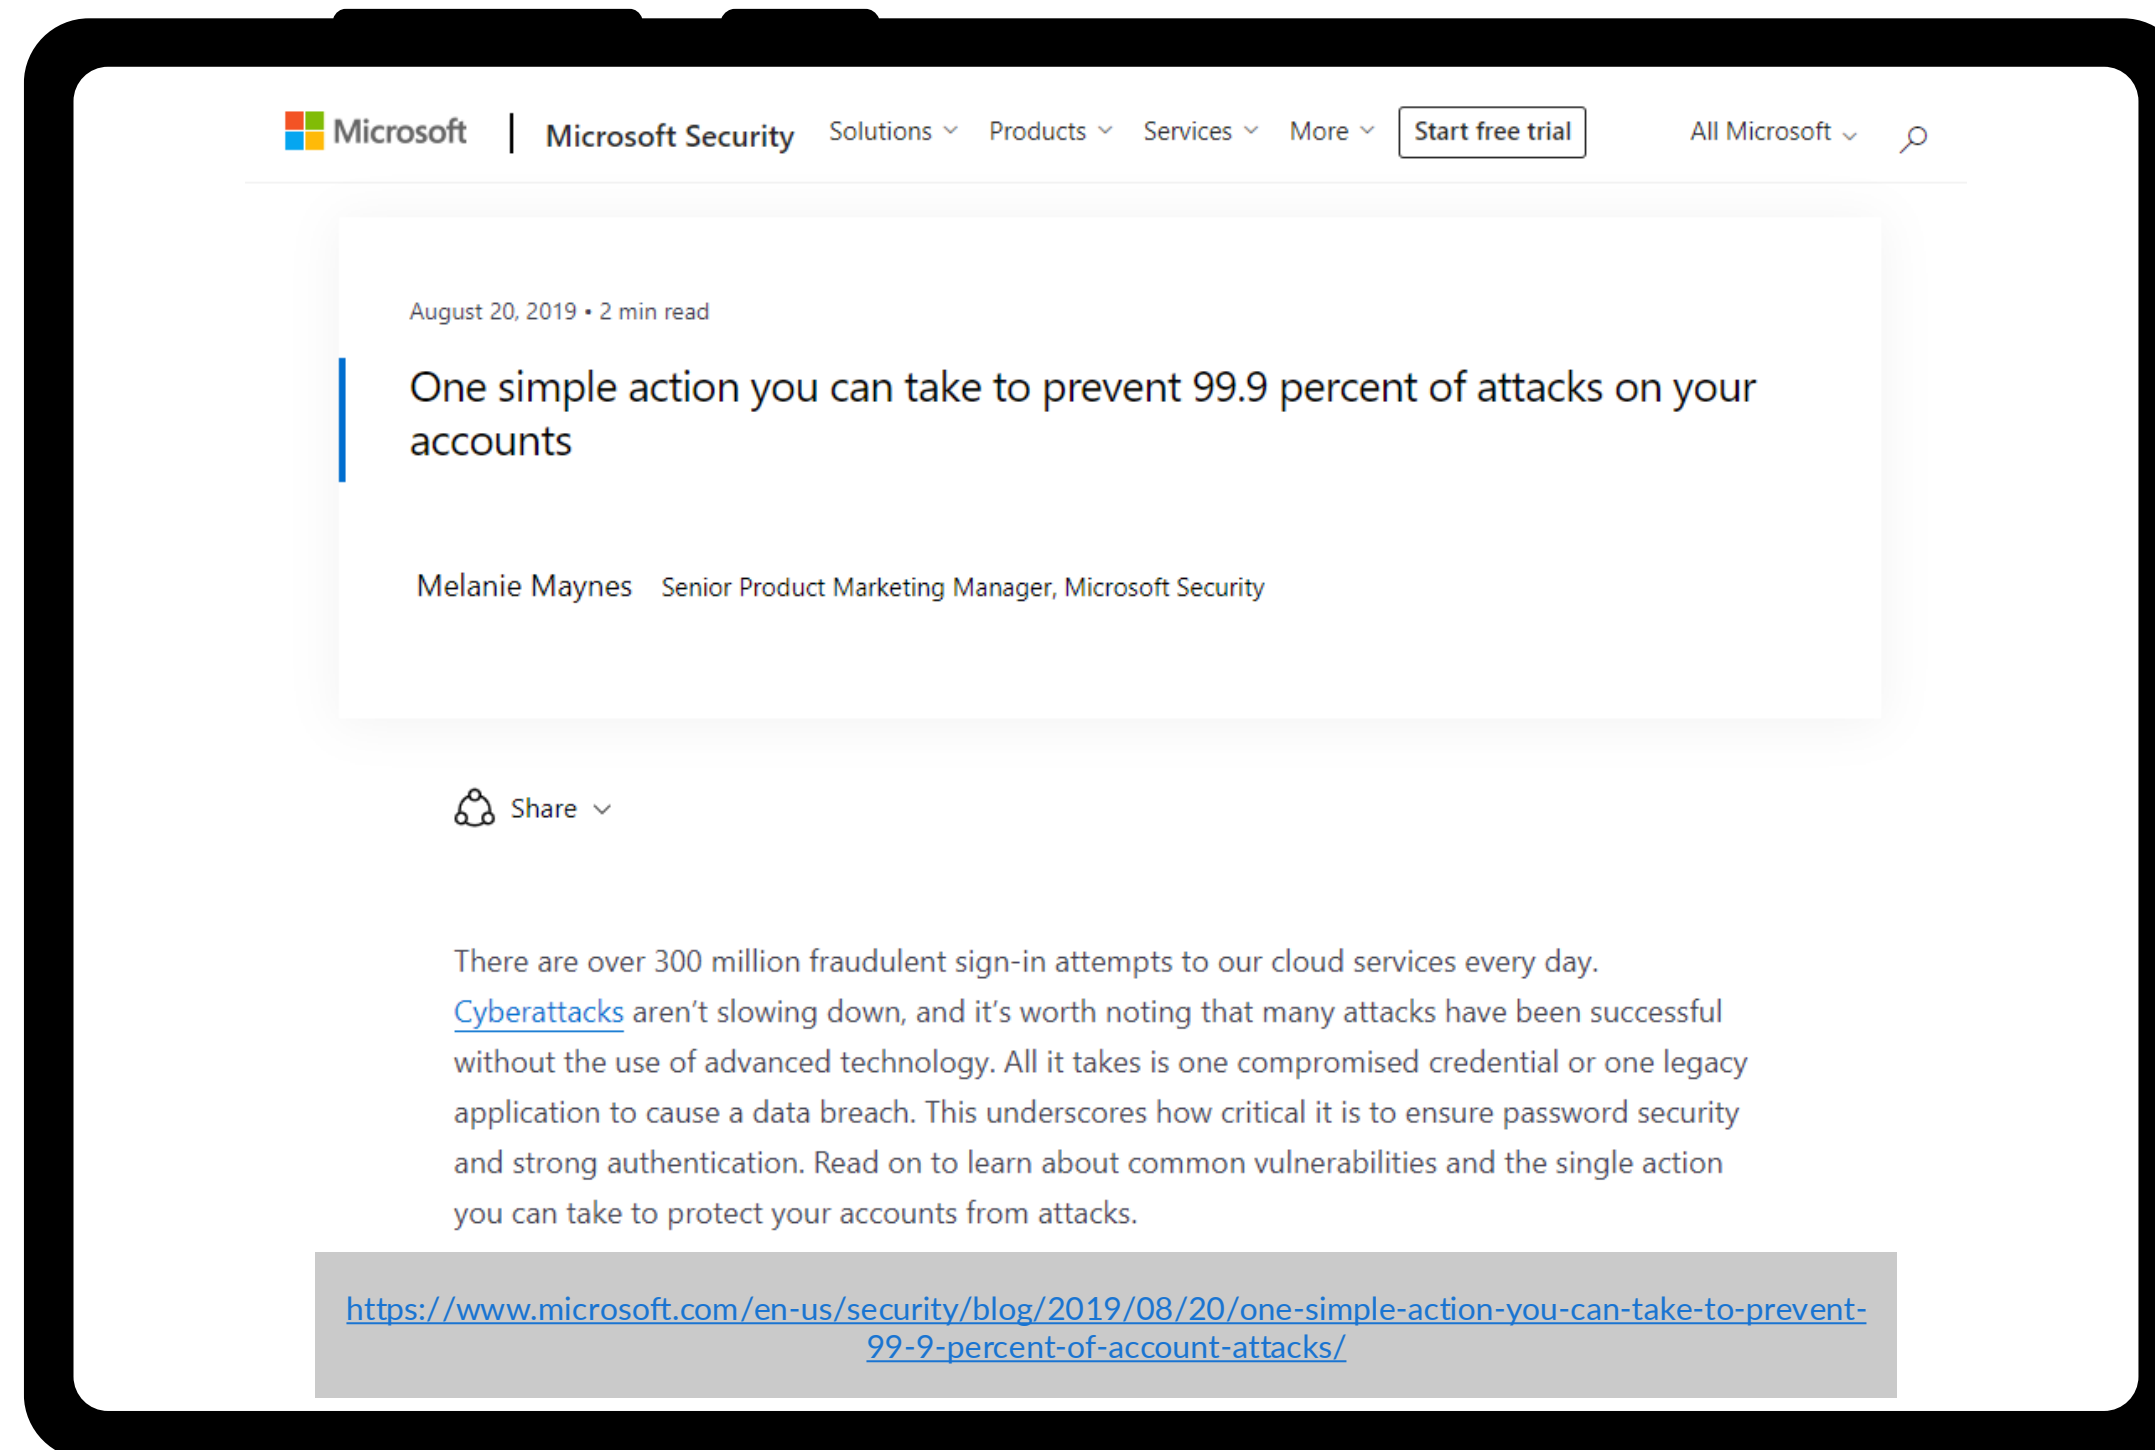 Microsoft | Microsoft Security Solutions Products Services More Start free trial All Microsoft
August 20, 2019 • 2 min read
One simple action you can take to prevent 99.9 percent of attacks on your
accounts
Melanie Maynes Senior Product Marketing Manager, Microsoft Security
Share
There are over 300 million fraudulent sign-in attempts to our cloud services every day.
Cyberattacks aren’t slowing down, and it’s worth noting that many attacks have been successful
without the use of advanced technology. All it takes is one compromised credential or one legacy
application to cause a data breach. This underscores how critical it is to ensure password security
and strong authentication. Read on to learn about common vulnerabilities and the single action
you can take to protect your accounts from attacks.
https://www.microsoft.com/en-us/security/blog/2019/08/20/one-simple-action-you-can-take-to-prevent-
99-9-percent-of-account-attacks/